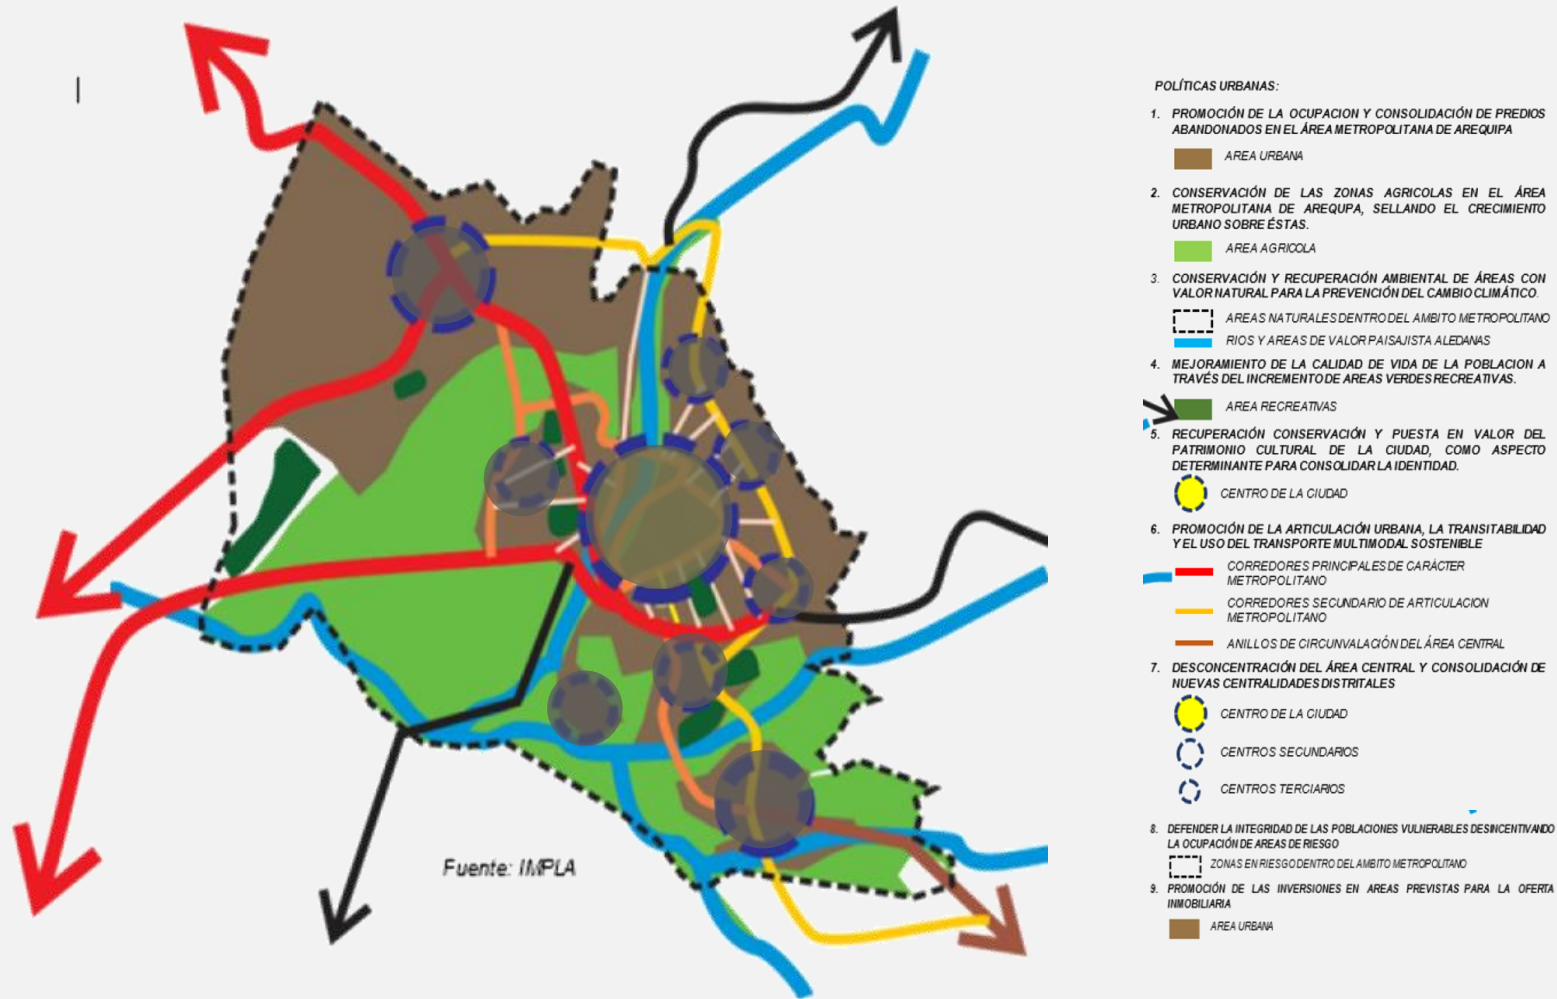 POLÍTICAS URBANAS:
1. PROMOCIÓN DE LA OCUPACION Y CONSOLIDACIÓN DE PREDIOS
ABANDONADOS EN EL ÁREA METROPOLITANA DE AREQUIPA
AREA URBANA
2. CONSERVACIÓN DE LAS ZONAS AGRICOLAS EN EL ÁREA
METROPOLITANA DE AREQUPA, SELLANDO EL CRECIMIENTO
URBANO SOBRE ÉSTAS.
AREA AGRICOLA
3. CONSERVACIÓN Y RECUPERACIÓN AMBIENTAL DE ÁREAS CON
VALOR NATURAL PARA LA PREVENCIÓN DEL CAMBIO CLIMÁTICO.
AREAS NATURALES DENTRO DEL AMBITO METROPOLITANO
RIOS Y AREAS DE VALOR PAISAJISTA ALEDANAS
4. MEJORAMIENTO DE LA CALIDAD DE VIDA DE LA POBLACION A
TRAVÉS DEL INCREMENTO DE AREAS VERDES RECREATIVAS.
AREA RECREATIVAS
5. RECUPERACIÓN CONSERVACIÓN Y PUESTA EN VALOR DEL
PATRIMONIO CULTURAL DE LA CIUDAD, COMO ASPECTO
DETERMINANTE PARA CONSOLIDAR LA IDENTIDAD.
CENTRO DE LA CIUDAD
6. PROMOCIÓN DE LA ARTICULACIÓN URBANA, LA TRANSITABILIDAD
Y EL USO DEL TRANSPORTE MULTIMODAL SOSTENIBLE
CORREDORES PRINCIPALES DE CARÁCTER
METROPOLITANO
CORREDORES SECUNDARIO DE ARTICULACION
METROPOLITANO
ANILLOS DE CIRCUNVALACIÓN DEL ÁREA CENTRAL
7. DESCONCENTRACIÓN DEL ÁREA CENTRAL Y CONSOLIDACIÓN DE
NUEVAS CENTRALIDADES DISTRITALES
CENTRO DE LA CIUDAD
CENTROS SECUNDARIOS
CENTROS TERCIARIOS
8. DEFENDER LA INTEGRIDAD DE LAS POBLACIONES VULNERABLES DESINCENTIVANDO
LA OCUPACIÓN DE AREAS DE RIESGO
ZONAS EN RIESGO DENTRO DEL AMBITO METROPOLITANO
9. PROMOCIÓN DE LAS INVERSIONES EN AREAS PREVISTAS PARA LA OFERTA
INMOBILIARIA
AREA URBANA
Fuente: IMPLA